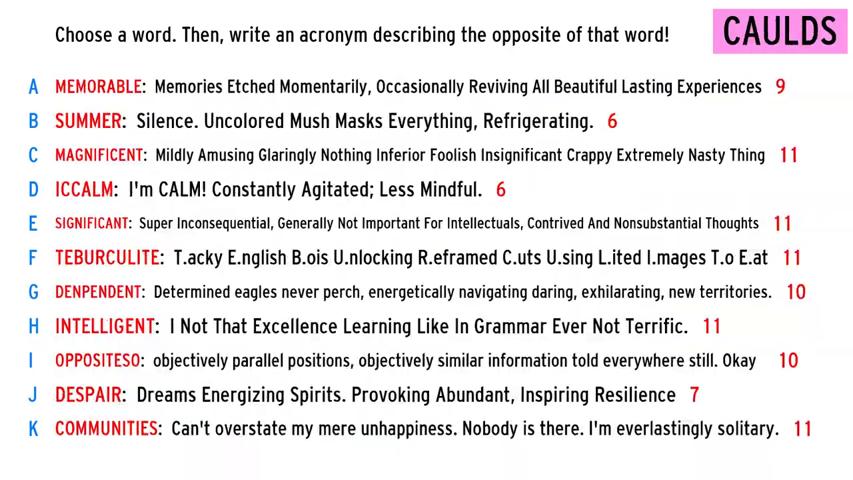 Choose a word. Then, write an acronym describing the opposite of that word!
CAULDS
A MEMORABLE: Memories Etched Momentarily, Occasionally Reviving All Beautiful Lasting Experiences 9
B SUMMER: Silence. Uncolored Mush Masks Everything, Refrigerating. 6
C MAGNIFICENT: Mildly Amusing Glaringly Nothing Inferior Foolish Insignificant Crappy Extremely Nasty Thing 11
D ICCALM: I'm CALM! Constantly Agitated; Less Mindful. 6
E SIGNIFICANT: Super Inconsequential, Generally Not Important For Intellectuals, Contrived And Nonsubstantial Thoughts 11
F TEBURCULITE: T.acky E.nglish B.ois U.nlocking R.eframed C.uts U.sing L.ited I.mages T.o E.at 11
G DENPENDENT: Determined eagles never perch, energetically navigating daring, exhilarating, new territories. 10
H INTELLIGENT: I Not That Excellence Learning Like In Grammar Ever Not Terrific. 11
I OPPOSITESO: objectively parallel positions, objectively similar information told everywhere still. Okay 10
J DESPAIR: Dreams Energizing Spirits. Provoking Abundant, Inspiring Resilience 7
K COMMUNITIES: Can't overstate my mere unhappiness. Nobody is there. I'm everlastingly solitary. 11